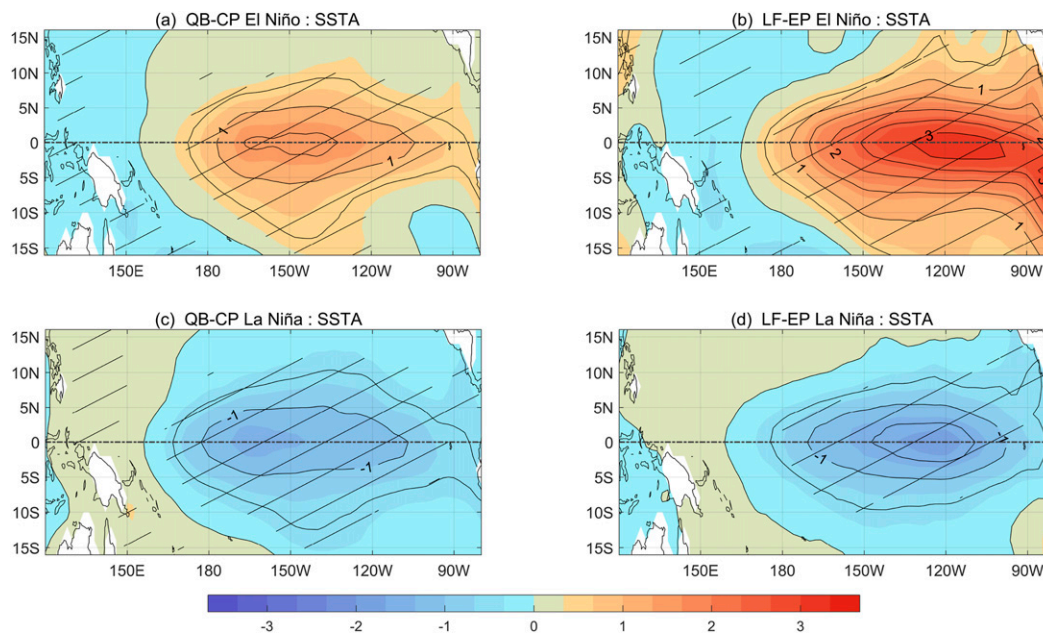 (a) QB-CP El Niño : SSTA
(b) LF-EP El Niño : SSTA
15N
10N
5N
0
5S
10S
15S
1
1
150E 180 150W 120W 90W
15N
10N
5N
0
5S
10S
15S
1
3
2
1
1
150E 180 150W 120W 90W
(c) QB-CP La Niña : SSTA
(d) LF-EP La Niña : SSTA
15N
10N
5N
0
5S
10S
15S
-1
-1
150E 180 150W 120W 90W
15N
10N
5N
0
5S
10S
15S
-1
-1
150E 180 150W 120W 90W
-3 -2 -1 0 1 2 3